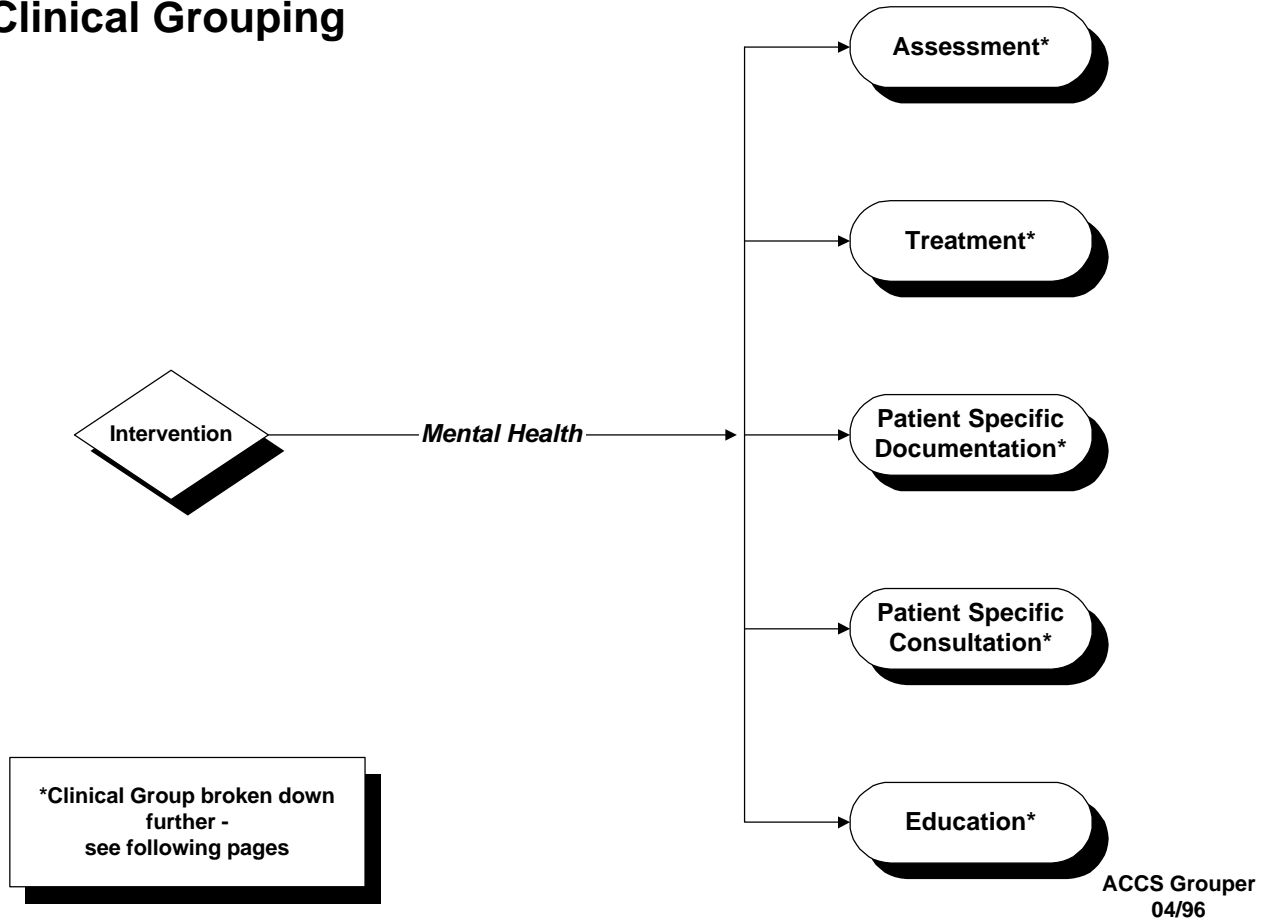 Clinical Grouping
Assessment*
Treatment*
Intervention
Mental Health
Patient Specific
Documentation*
Patient Specific
Consultation*
Education*
*Clinical Group broken down
further -
see following pages
ACCS Grouper
04/96